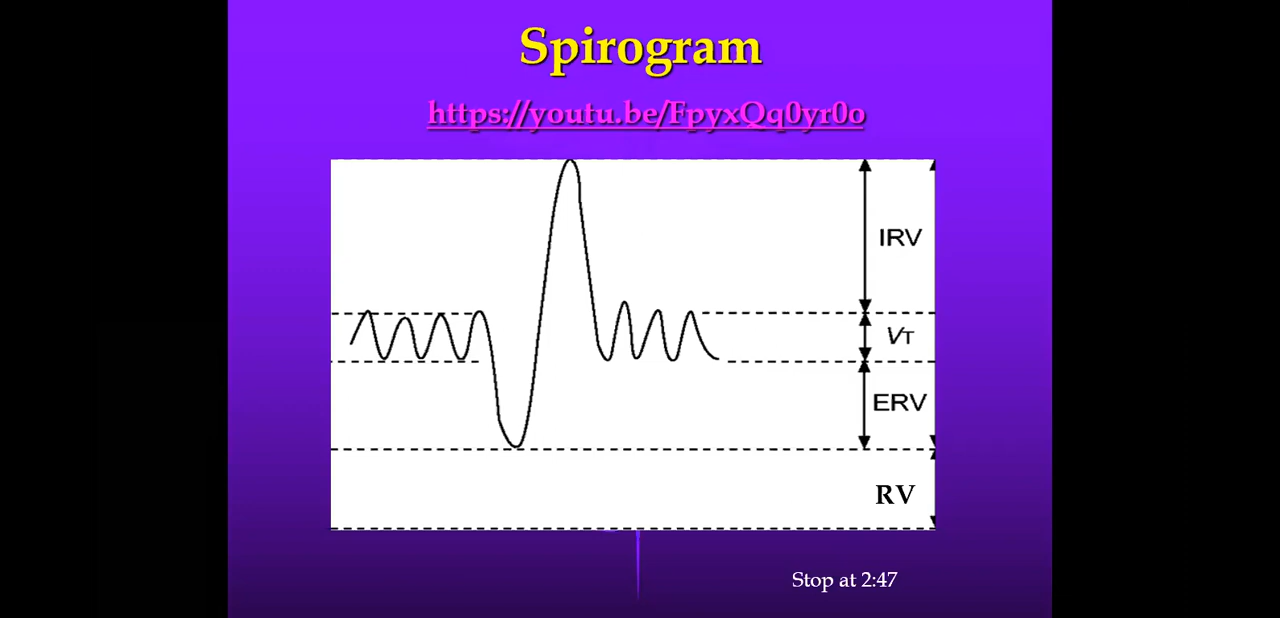 Spirogram
https://youtu.be/FpyxQq0yr0o
IRV
VT
ERV
RV
Stop at 2:47